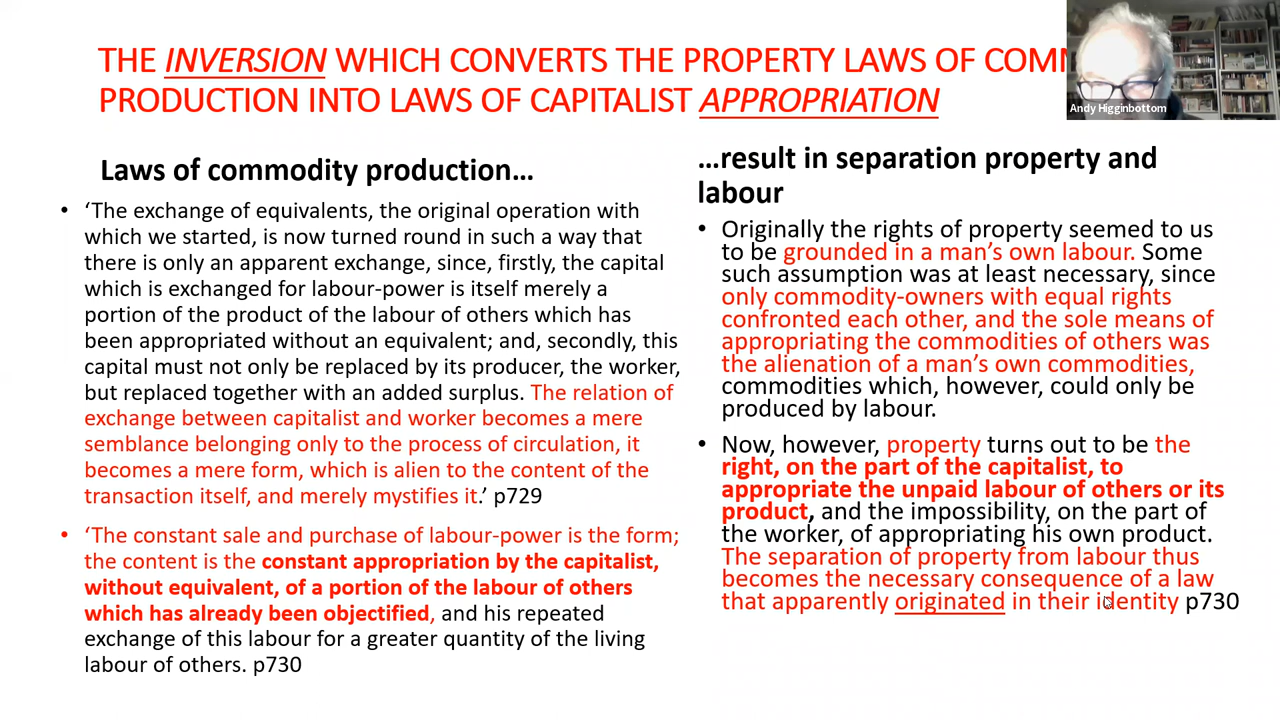 THE INVERSION WHICH CONVERTS THE PROPERTY LAWS OF
PRODUCTION INTO LAWS OF CAPITALIST APPROPRIATION
Andy Higginbottom
Laws of commodity production…
• ‘The exchange of equivalents, the original operation with
which we started, is now turned round in such a way that
there is only an apparent exchange, since, firstly, the capital
which is exchanged for labour-power is itself merely a
portion of the product of the labour of others which has
been appropriated without an equivalent; and, secondly, this
capital must not only be replaced by its producer, the worker,
but replaced together with an added surplus. The relation of
exchange between capitalist and worker becomes a mere
semblance belonging only to the process of circulation, it
becomes a mere form, which is alien to the content of the
transaction itself, and merely mystifies it.’ p729
• ‘The constant sale and purchase of labour-power is the form;
the content is the constant appropriation by the capitalist,
without equivalent, of a portion of the labour of others
which has already been objectified, and his repeated
exchange of this labour for a greater quantity of the living
labour of others. p730
…result in separation property and
labour
• Originally the rights of property seemed to us
to be grounded in a man’s own labour. Some
such assumption was at least necessary, since
only commodity-owners with equal rights
confronted each other, and the sole means of
appropriating the commodities of others was
the alienation of a man’s own commodities,
commodities which, however, could only be
produced by labour.
• Now, however, property turns out to be the
right, on the part of the capitalist, to
appropriate the unpaid labour of others or its
product, and the impossibility, on the part of
the worker, of appropriating his own product.
The separation of property from labour thus
becomes the necessary consequence of a law
that apparently originated in their identity p730